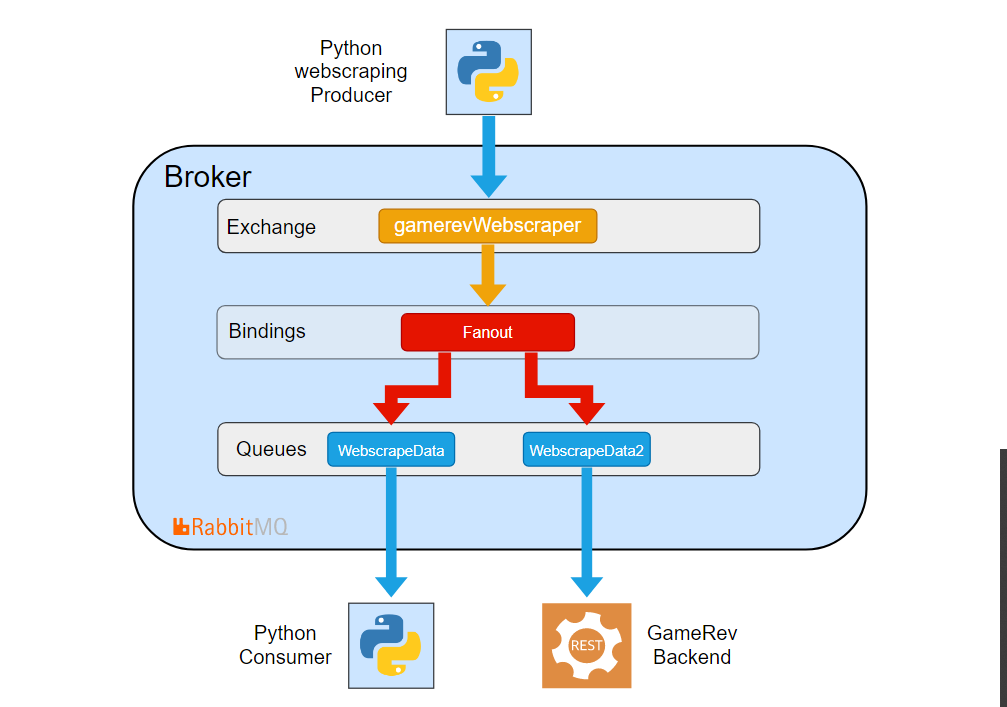 Python
webscraping
Producer
Broker
Exchange
gamerevWebscraper
Bindings
Fanout
Queues
WebscrapeData
WebscrapeData2
RabbitMQ
Python
Consumer
REST
GameRev
Backend